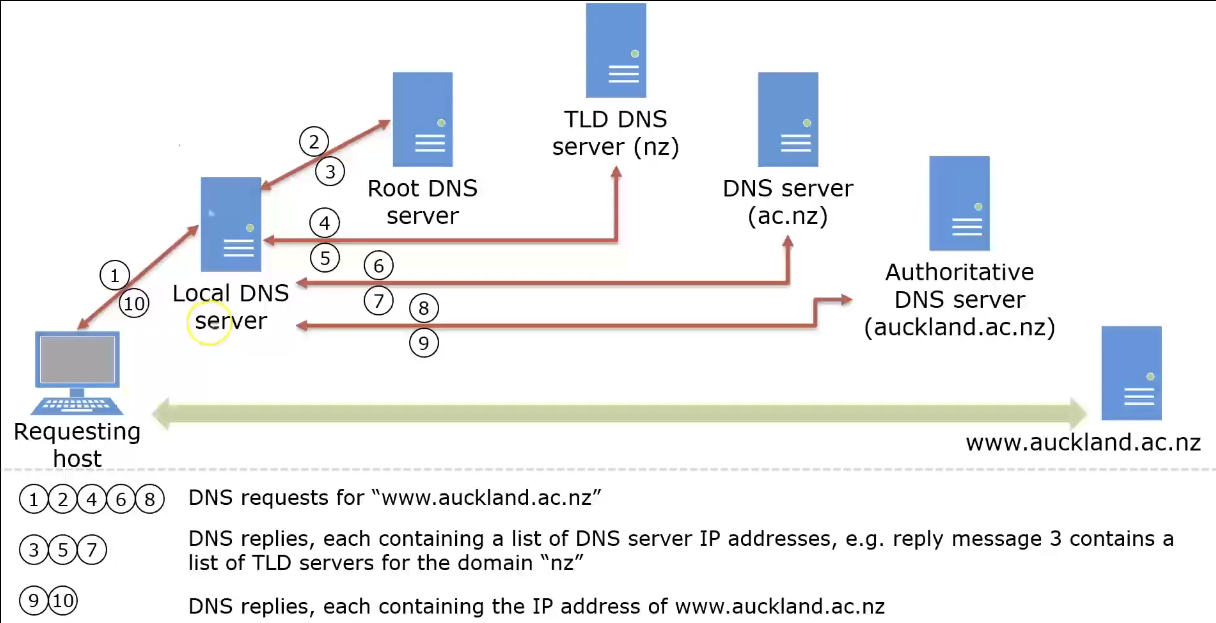 TLD DNS
server (nz)
2
3
Root DNS
server
DNS server
(ac.nz)
4
5
6
7
8
9
1
10
Local DNS
server
Authoritative
DNS server
(auckland.ac.nz)
Requesting
host
www.auckland.ac.nz
1 2 4 6 8 DNS requests for “www.auckland.ac.nz”
3 5 7 DNS replies, each containing a list of DNS server IP addresses, e.g. reply message 3 contains a
list of TLD servers for the domain “nz”
9 10 DNS replies, each containing the IP address of www.auckland.ac.nz